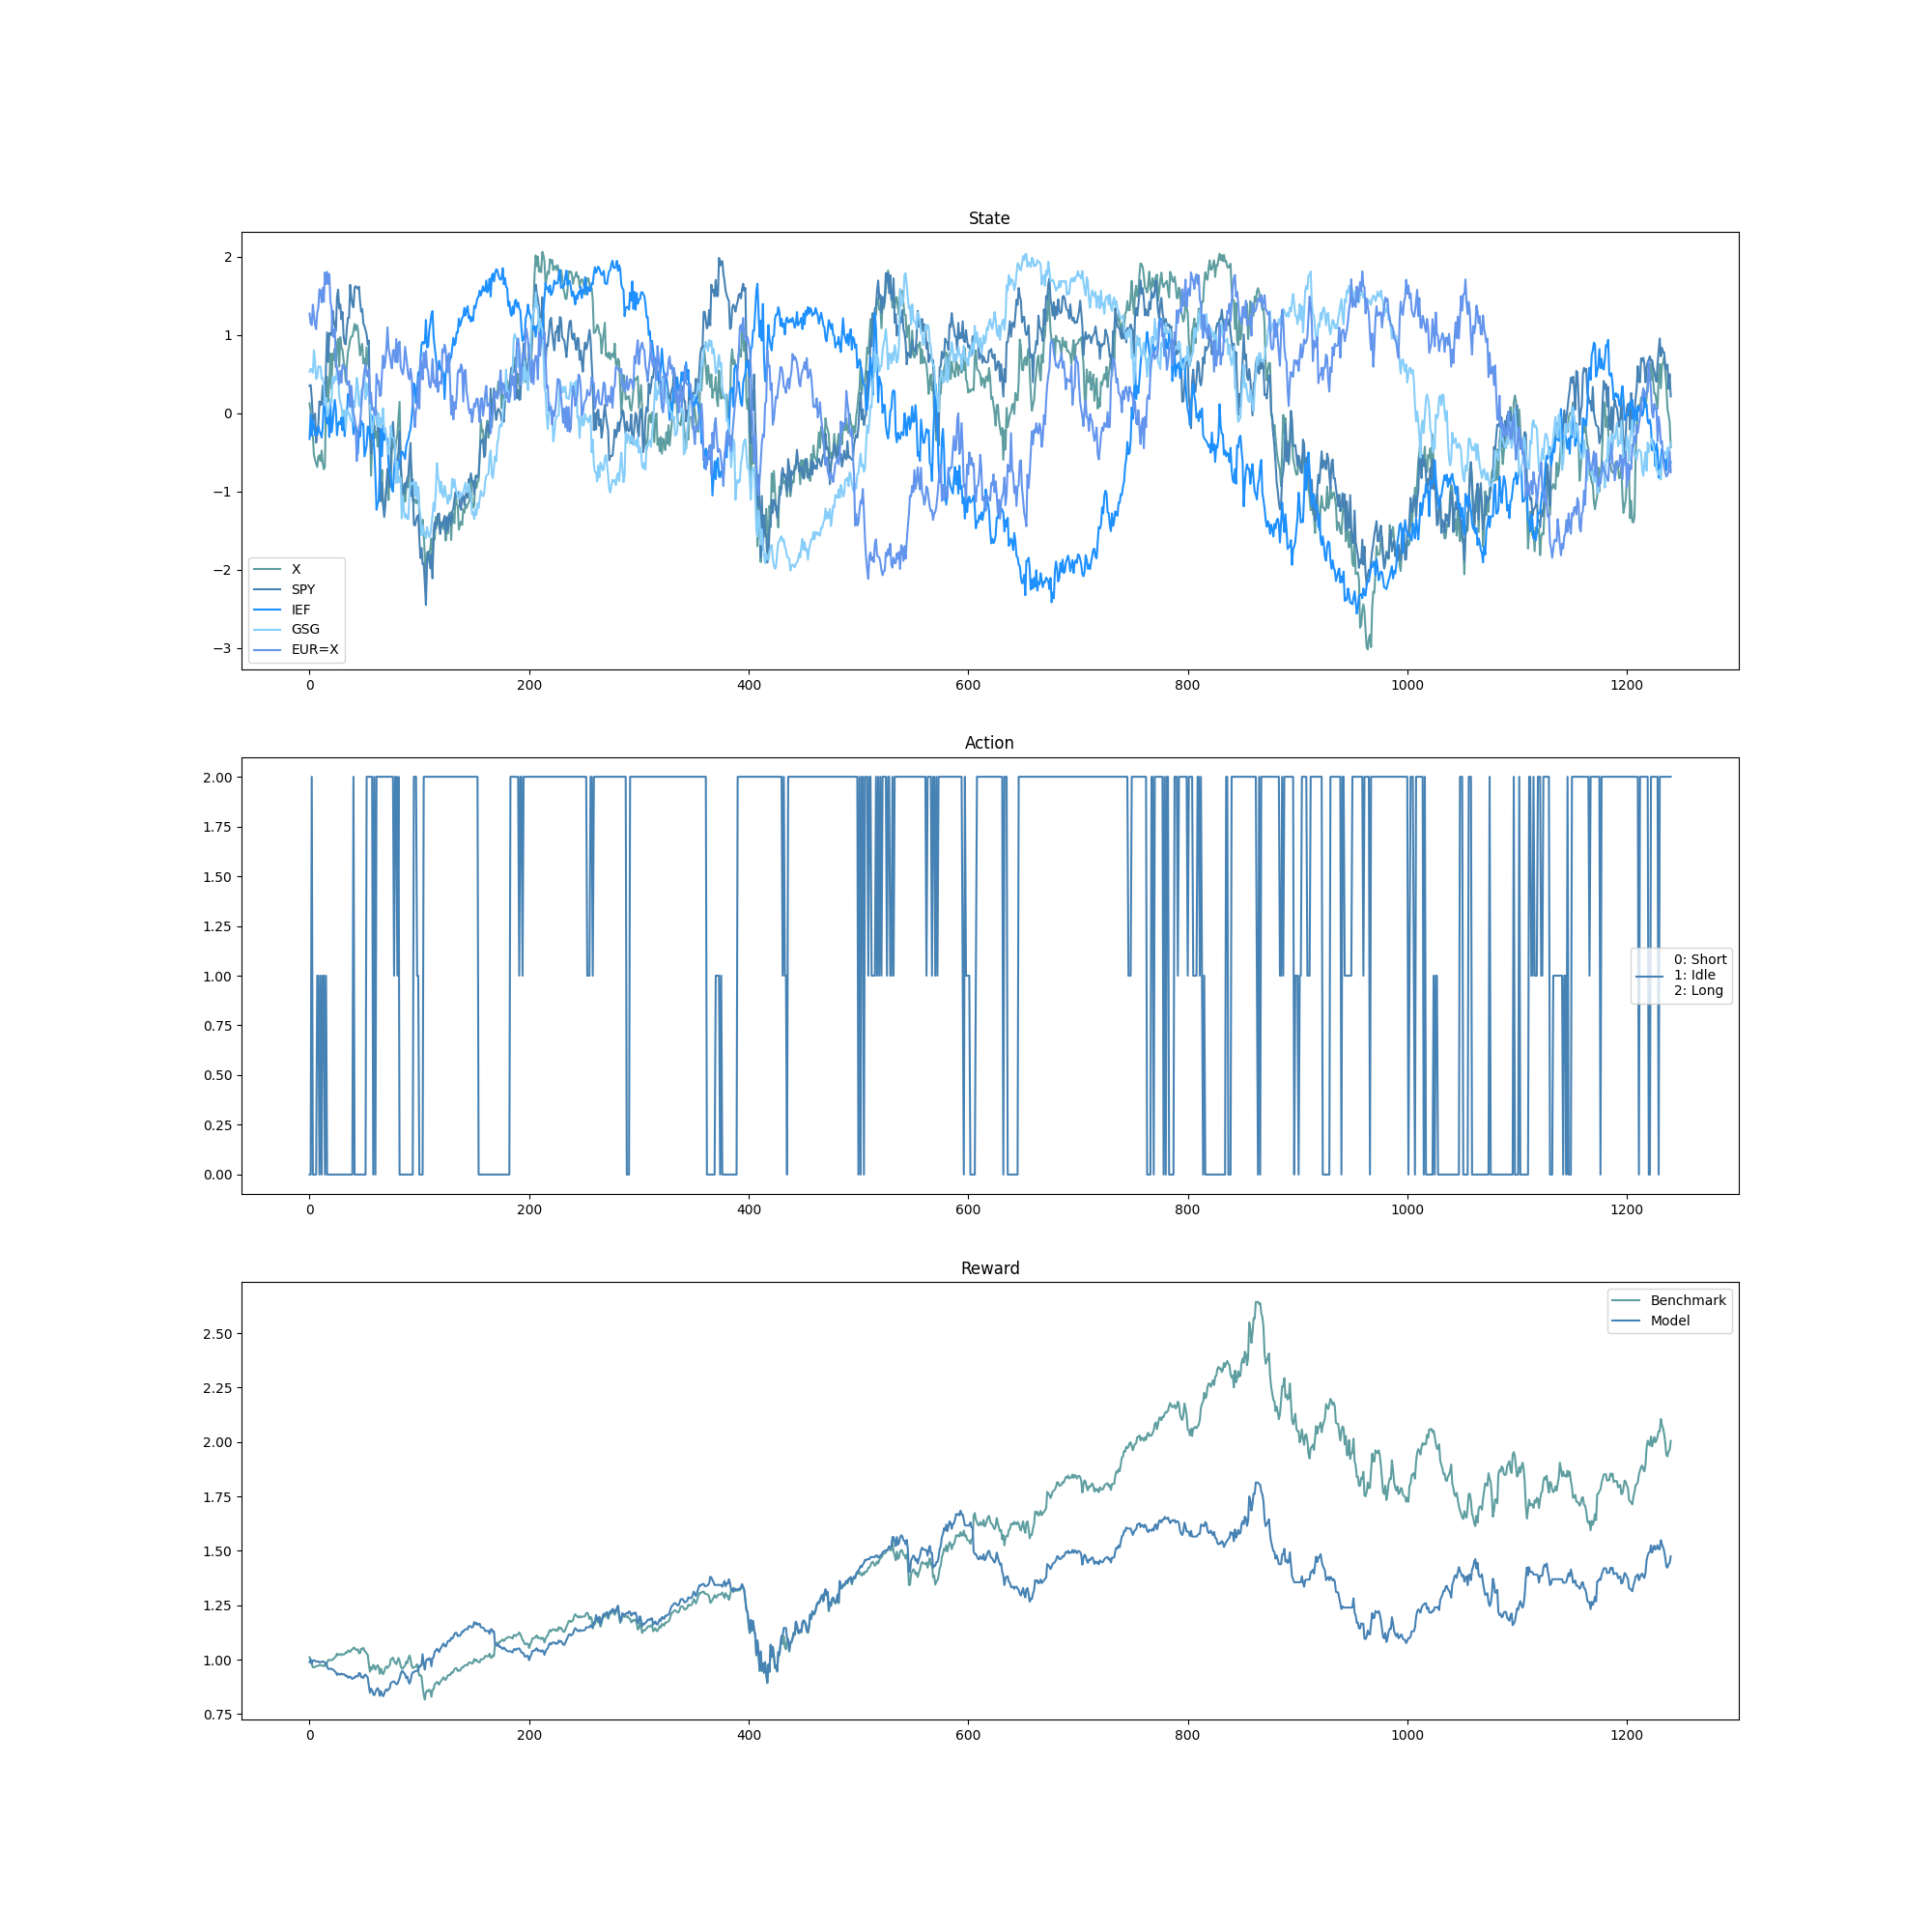 State
2
1
0
−1
−2
−3
X
SPY
IEF
GSG
EUR=X
0 200 400 600 800 1000 1200
Action
2.00
1.75
1.50
1.25
1.00
0.75
0.50
0.25
0.00
0: Short
1: Idle
2: Long
0 200 400 600 800 1000 1200
Reward
Benchmark
Model
2.50
2.25
2.00
1.75
1.50
1.25
1.00
0.75
0 200 400 600 800 1000 1200